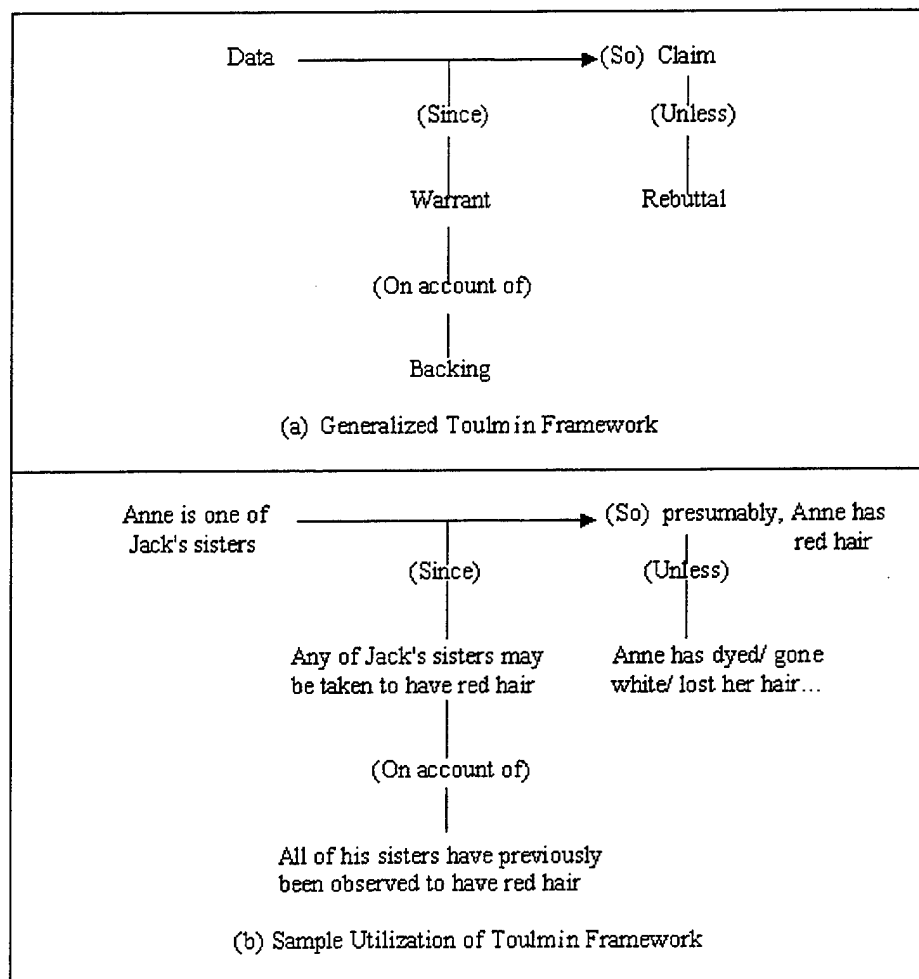 Data
(So) Claim
(Since)
(Unless)
Warrant
Rebuttal
(On account of)
Backing
(a) Generalized Toulmin Framework
Anne is one of
Jack's sisters
(So) presumably, Anne has
red hair
(Since)
(Unless)
Any of Jack's sisters may
be taken to have red hair
Anne has dyed/ gone
white/ lost her hair...
(On account of)
All of his sisters have previously
been observed to have red hair
(b) Sample Utilization of Toulmin Framework